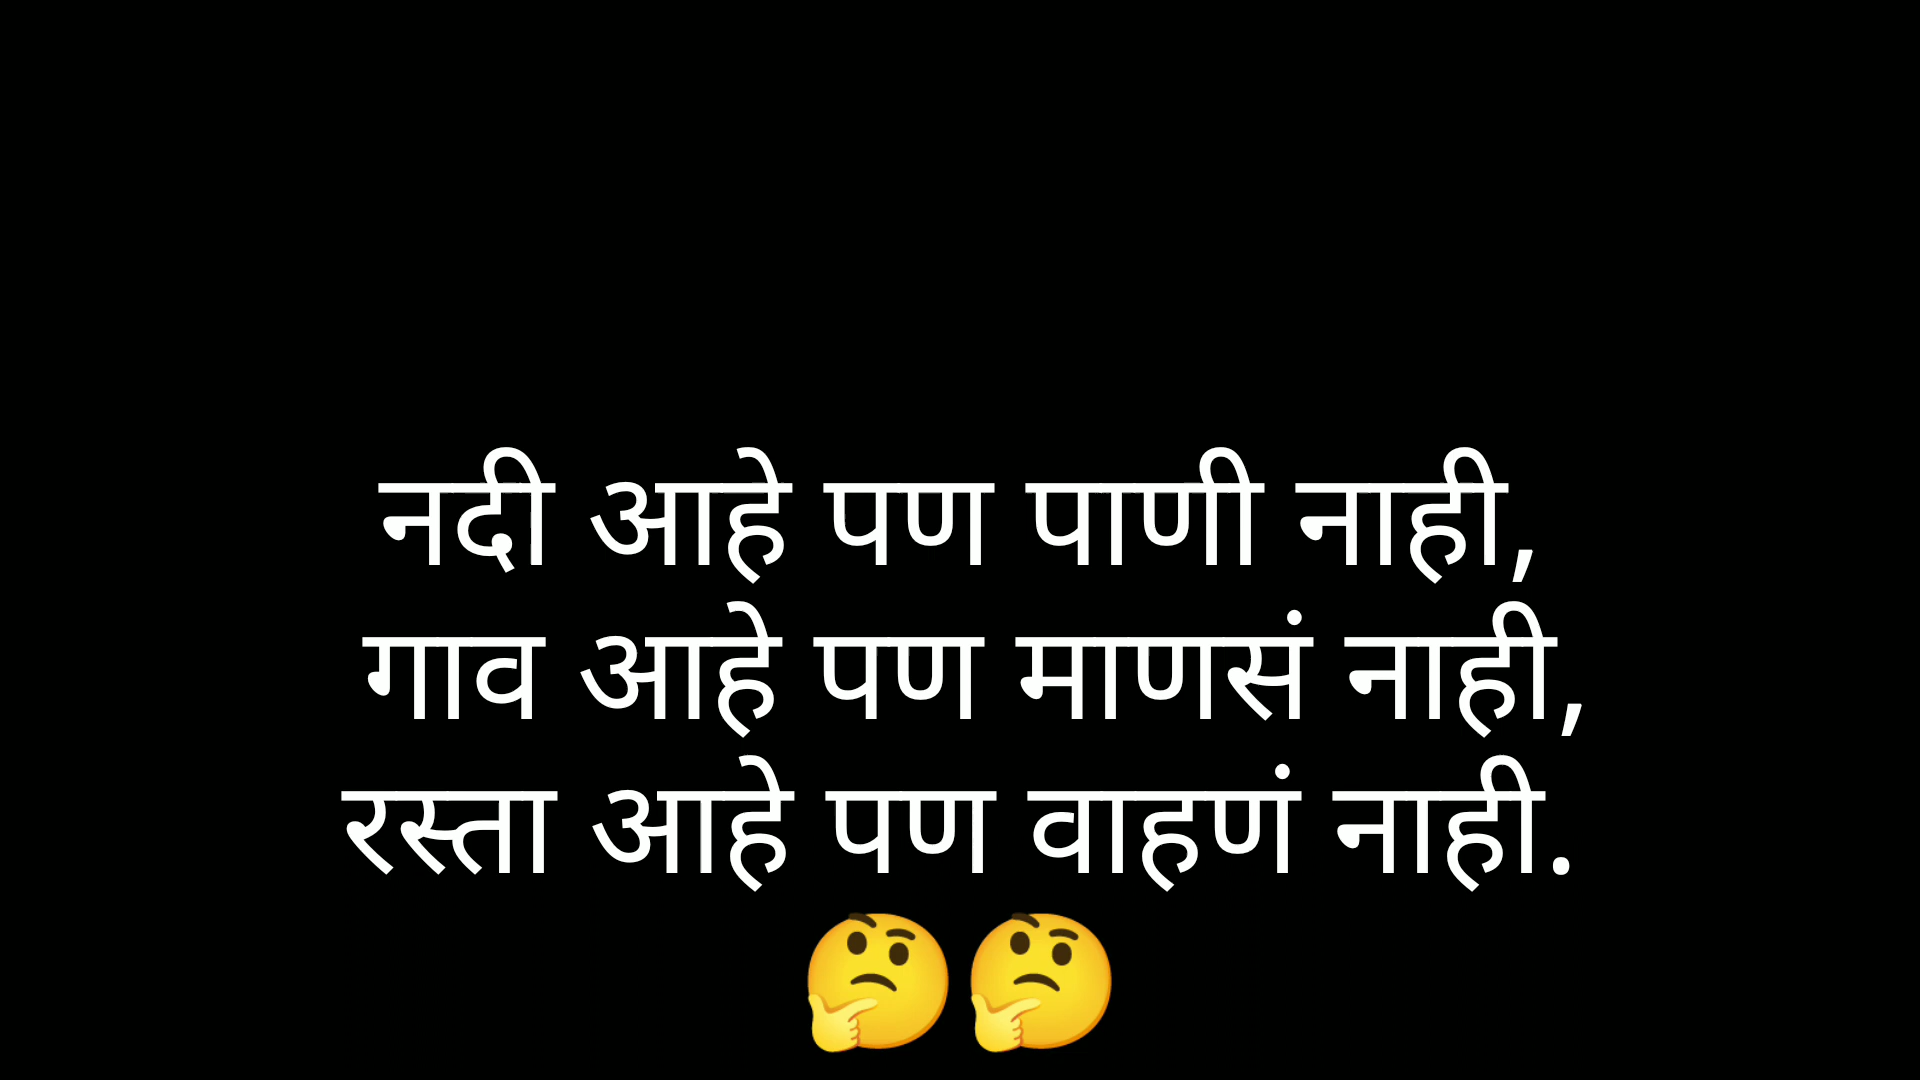 नदी आहे पण पाणी नाही,
गाव आहे पण माणसं नाही,
रस्ता आहे पण वाहणं नाही.
🤔🤔